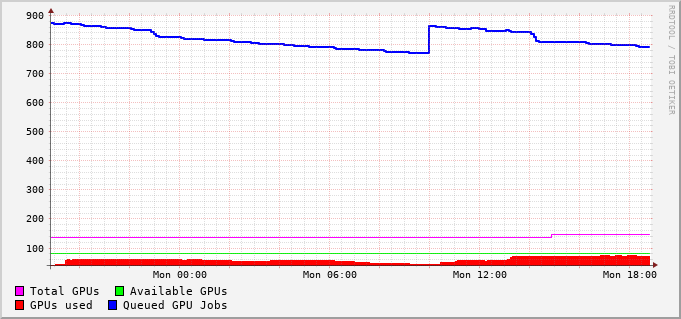 900
800
700
600
500
400
300
200
100
Mon 00:00 Mon 06:00 Mon 12:00 Mon 18:00
Total GPUs Available GPUs
GPUs used Queued GPU Jobs
RRDTOOL / TOBI OETIKER